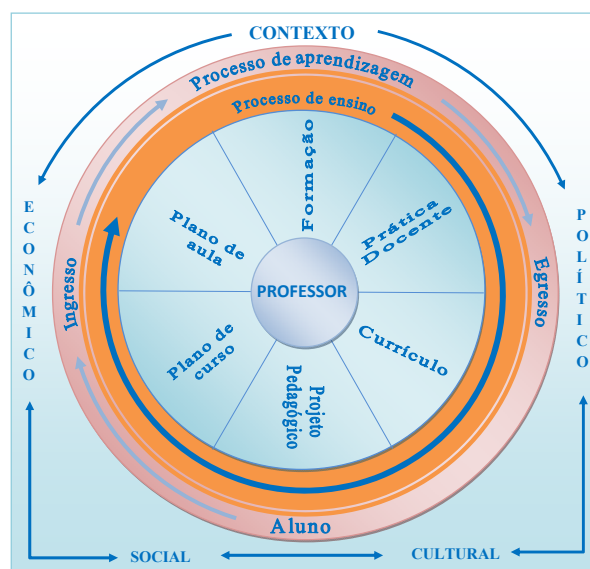 CONTEXTO
Processo de aprendizagem
Processo de ensino
Formação
Prática
Docente
Currículo
Projeto
Pedagógico
Plano de
curso
Plano de
aula
PROFESSOR
Ingresso
Egresso
Aluno
ECONÔMICO
POLÍTICO
SOCIAL
CULTURAL